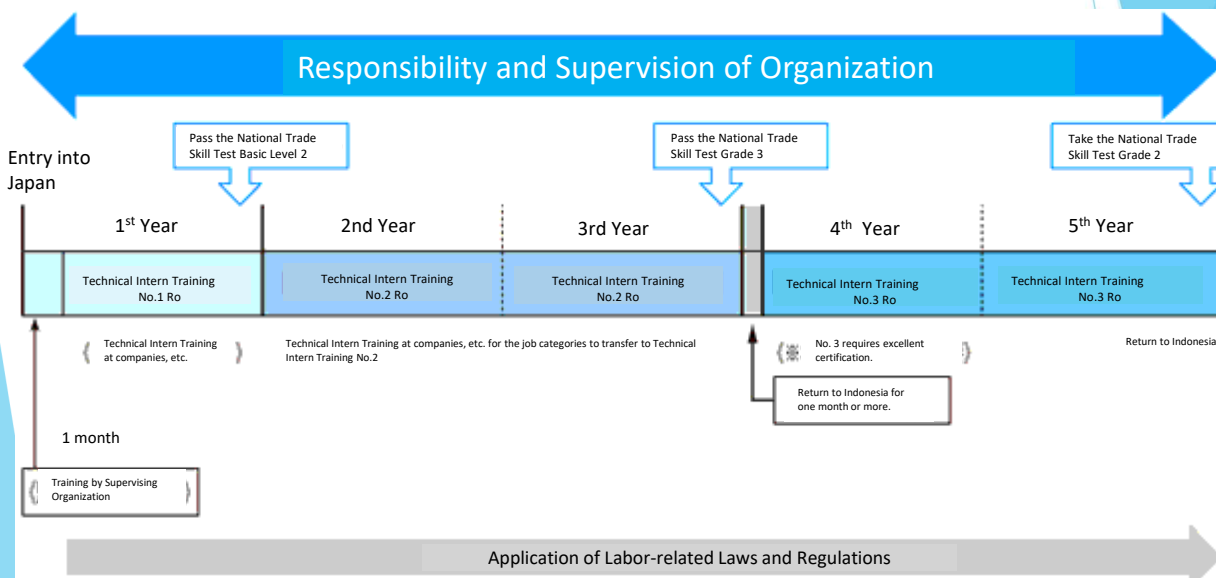 Responsibility and Supervision of Organization
Pass the National Trade
Skill Test Basic Level 2
Pass the National Trade
Skill Test Grade 3
Take the National Trade
Skill Test Grade 2
Entry into
Japan
1st Year
2nd Year
3rd Year
4th Year
5th Year
Technical Intern Training
No.1 Ro
Technical Intern Training
No.2 Ro
Technical Intern Training
No.2 Ro
Technical Intern Training
No.3 Ro
Technical Intern Training
No.3 Ro
Technical Intern Training
at companies, etc.
Technical Intern Training at companies, etc. for the job categories to transfer to Technical
Intern Training No.2
※ No. 3 requires excellent
certification.
Return to Indonesia
Return to Indonesia for
one month or more.
1 month
Training by Supervising
Organization
Application of Labor-related Laws and Regulations